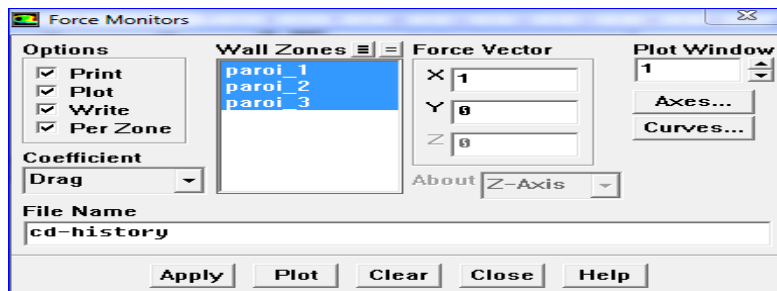 Force Monitors
Options
Print
Plot
Write
Per Zone
Coefficient
Drag
Wall Zones
paroi_1
paroi_2
paroi_3
Force Vector
X 1
Y 0
Z 0
About Z-Axis
Plot Window
1
Axes...
Curves...
File Name
cd-history
Apply Plot Clear Close Help